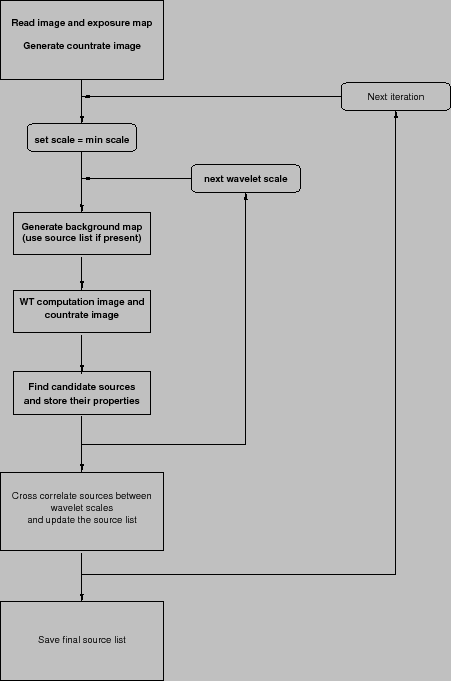 Read image and exposure map
Generate countrate image
Next iteration
set scale = min scale
next wavelet scale
Generate background map
(use source list if present)
WT computation image and
countrate image
Find candidate sources
and store their properties
Cross correlate sources between
wavelet scales
and update the source list
Save final source list